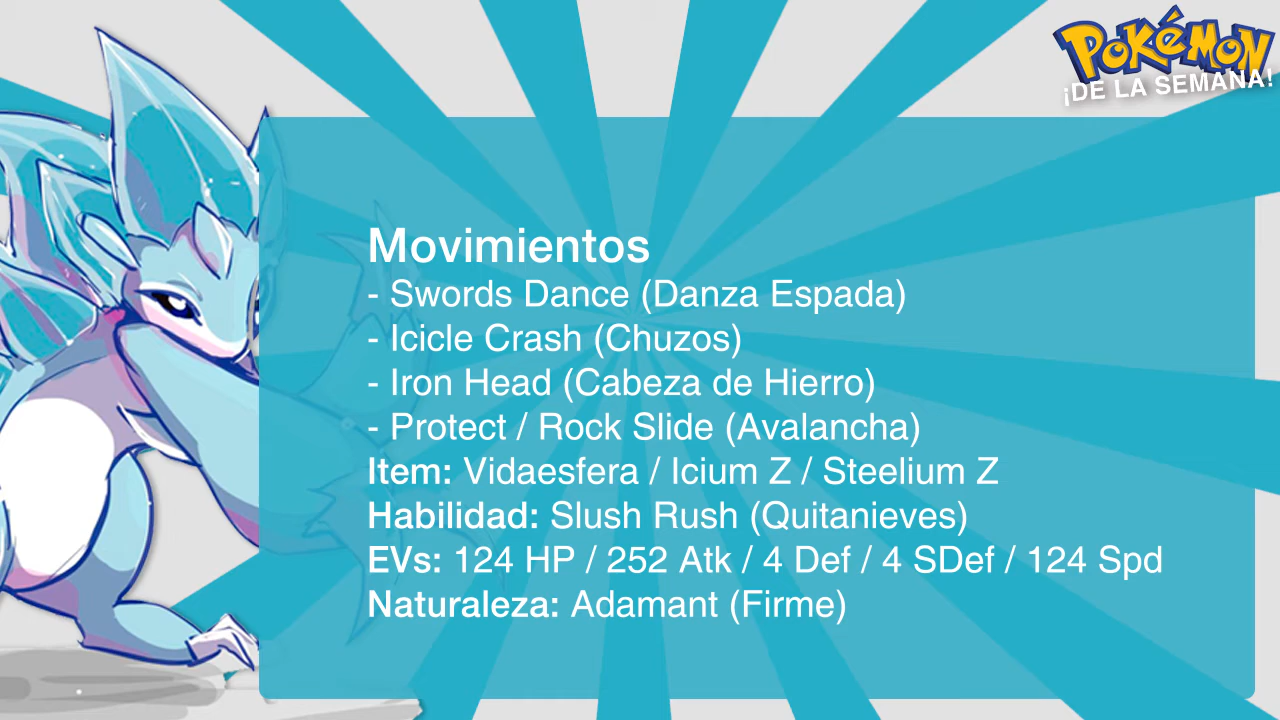 POKéMON
¡DE LA SEMANA!
Movimientos
- Swords Dance (Danza Espada)
- Icicle Crash (Chuzos)
- Iron Head (Cabeza de Hierro)
- Protect / Rock Slide (Avalancha)
Item: Vidaesfera / Icium Z / Steelium Z
Habilidad: Slush Rush (Quitanieves)
EVs: 124 HP / 252 Atk / 4 Def / 4 SDef / 124 Spd
Naturaleza: Adamant (Firme)